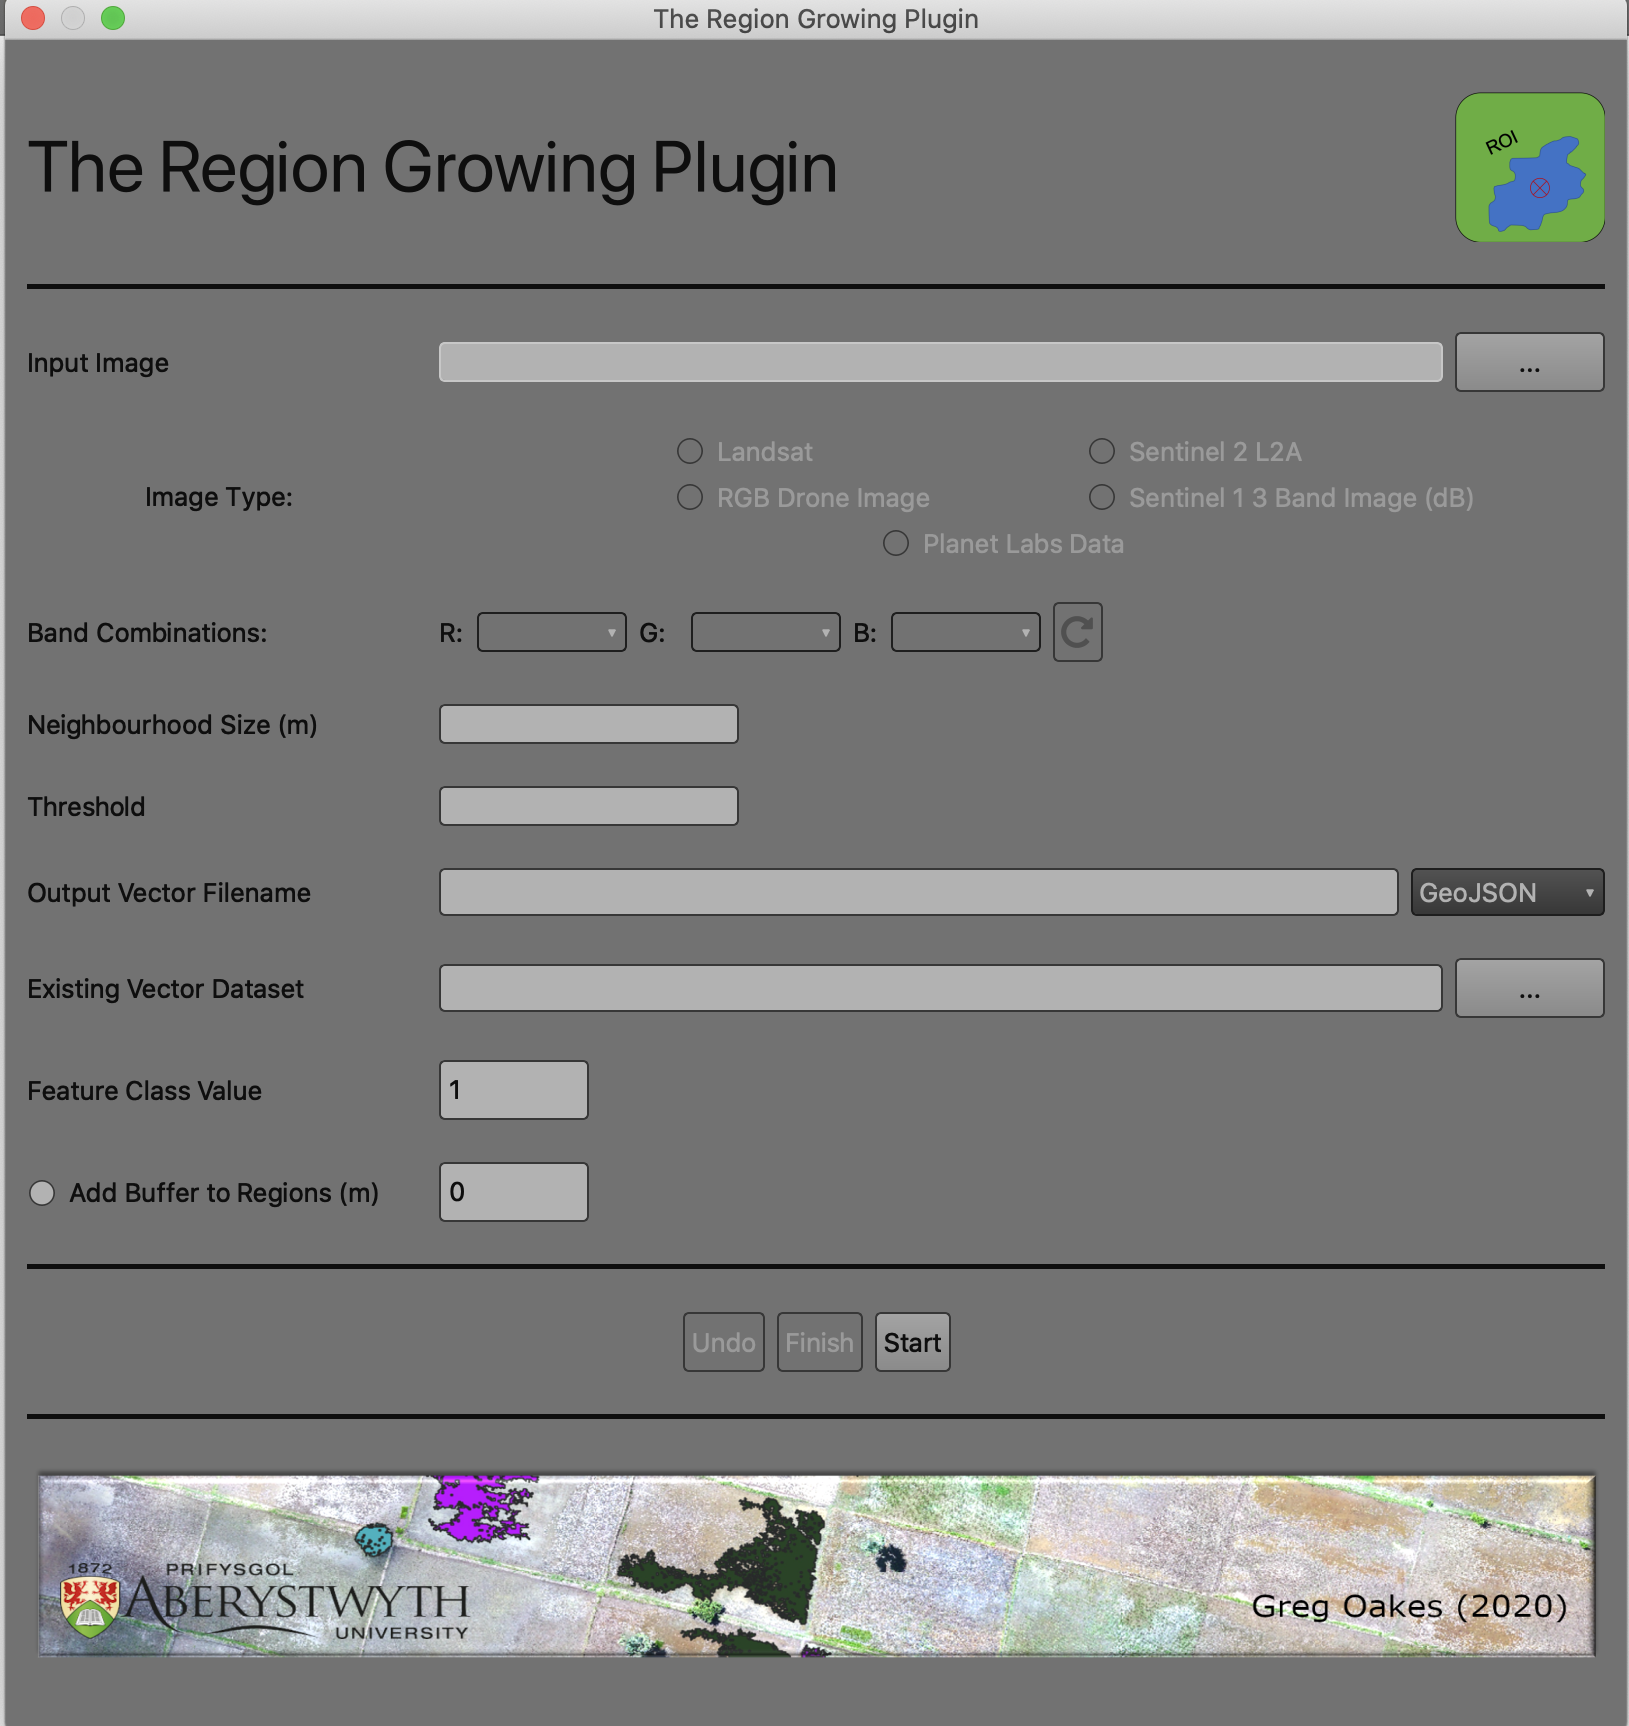 The Region Growing Plugin
The Region Growing Plugin
ROI
Input Image
...
Landsat
Sentinel 2 L2A
Image Type:
RGB Drone Image
Sentinel 1 3 Band Image (dB)
Planet Labs Data
Band Combinations:
R:
G:
B:
Neighbourhood Size (m)
Threshold
Output Vector Filename
GeoJSON
Existing Vector Dataset
...
Feature Class Value
1
Add Buffer to Regions (m)
0
Undo
Finish
Start
1872
PRIFYSGOL
ABERYSTWYTH
UNIVERSITY
Greg Oakes (2020)